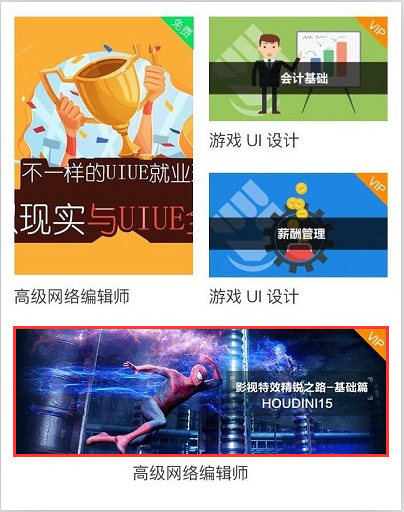 免费
不一样的UIUE就业
现实与UIUE
高级网络编辑师
VIP
会计基础
游戏 UI 设计
VIP
薪酬管理
游戏 UI 设计
VIP
影视特效精锐之路-基础篇
HOUDINI15
高级网络编辑师